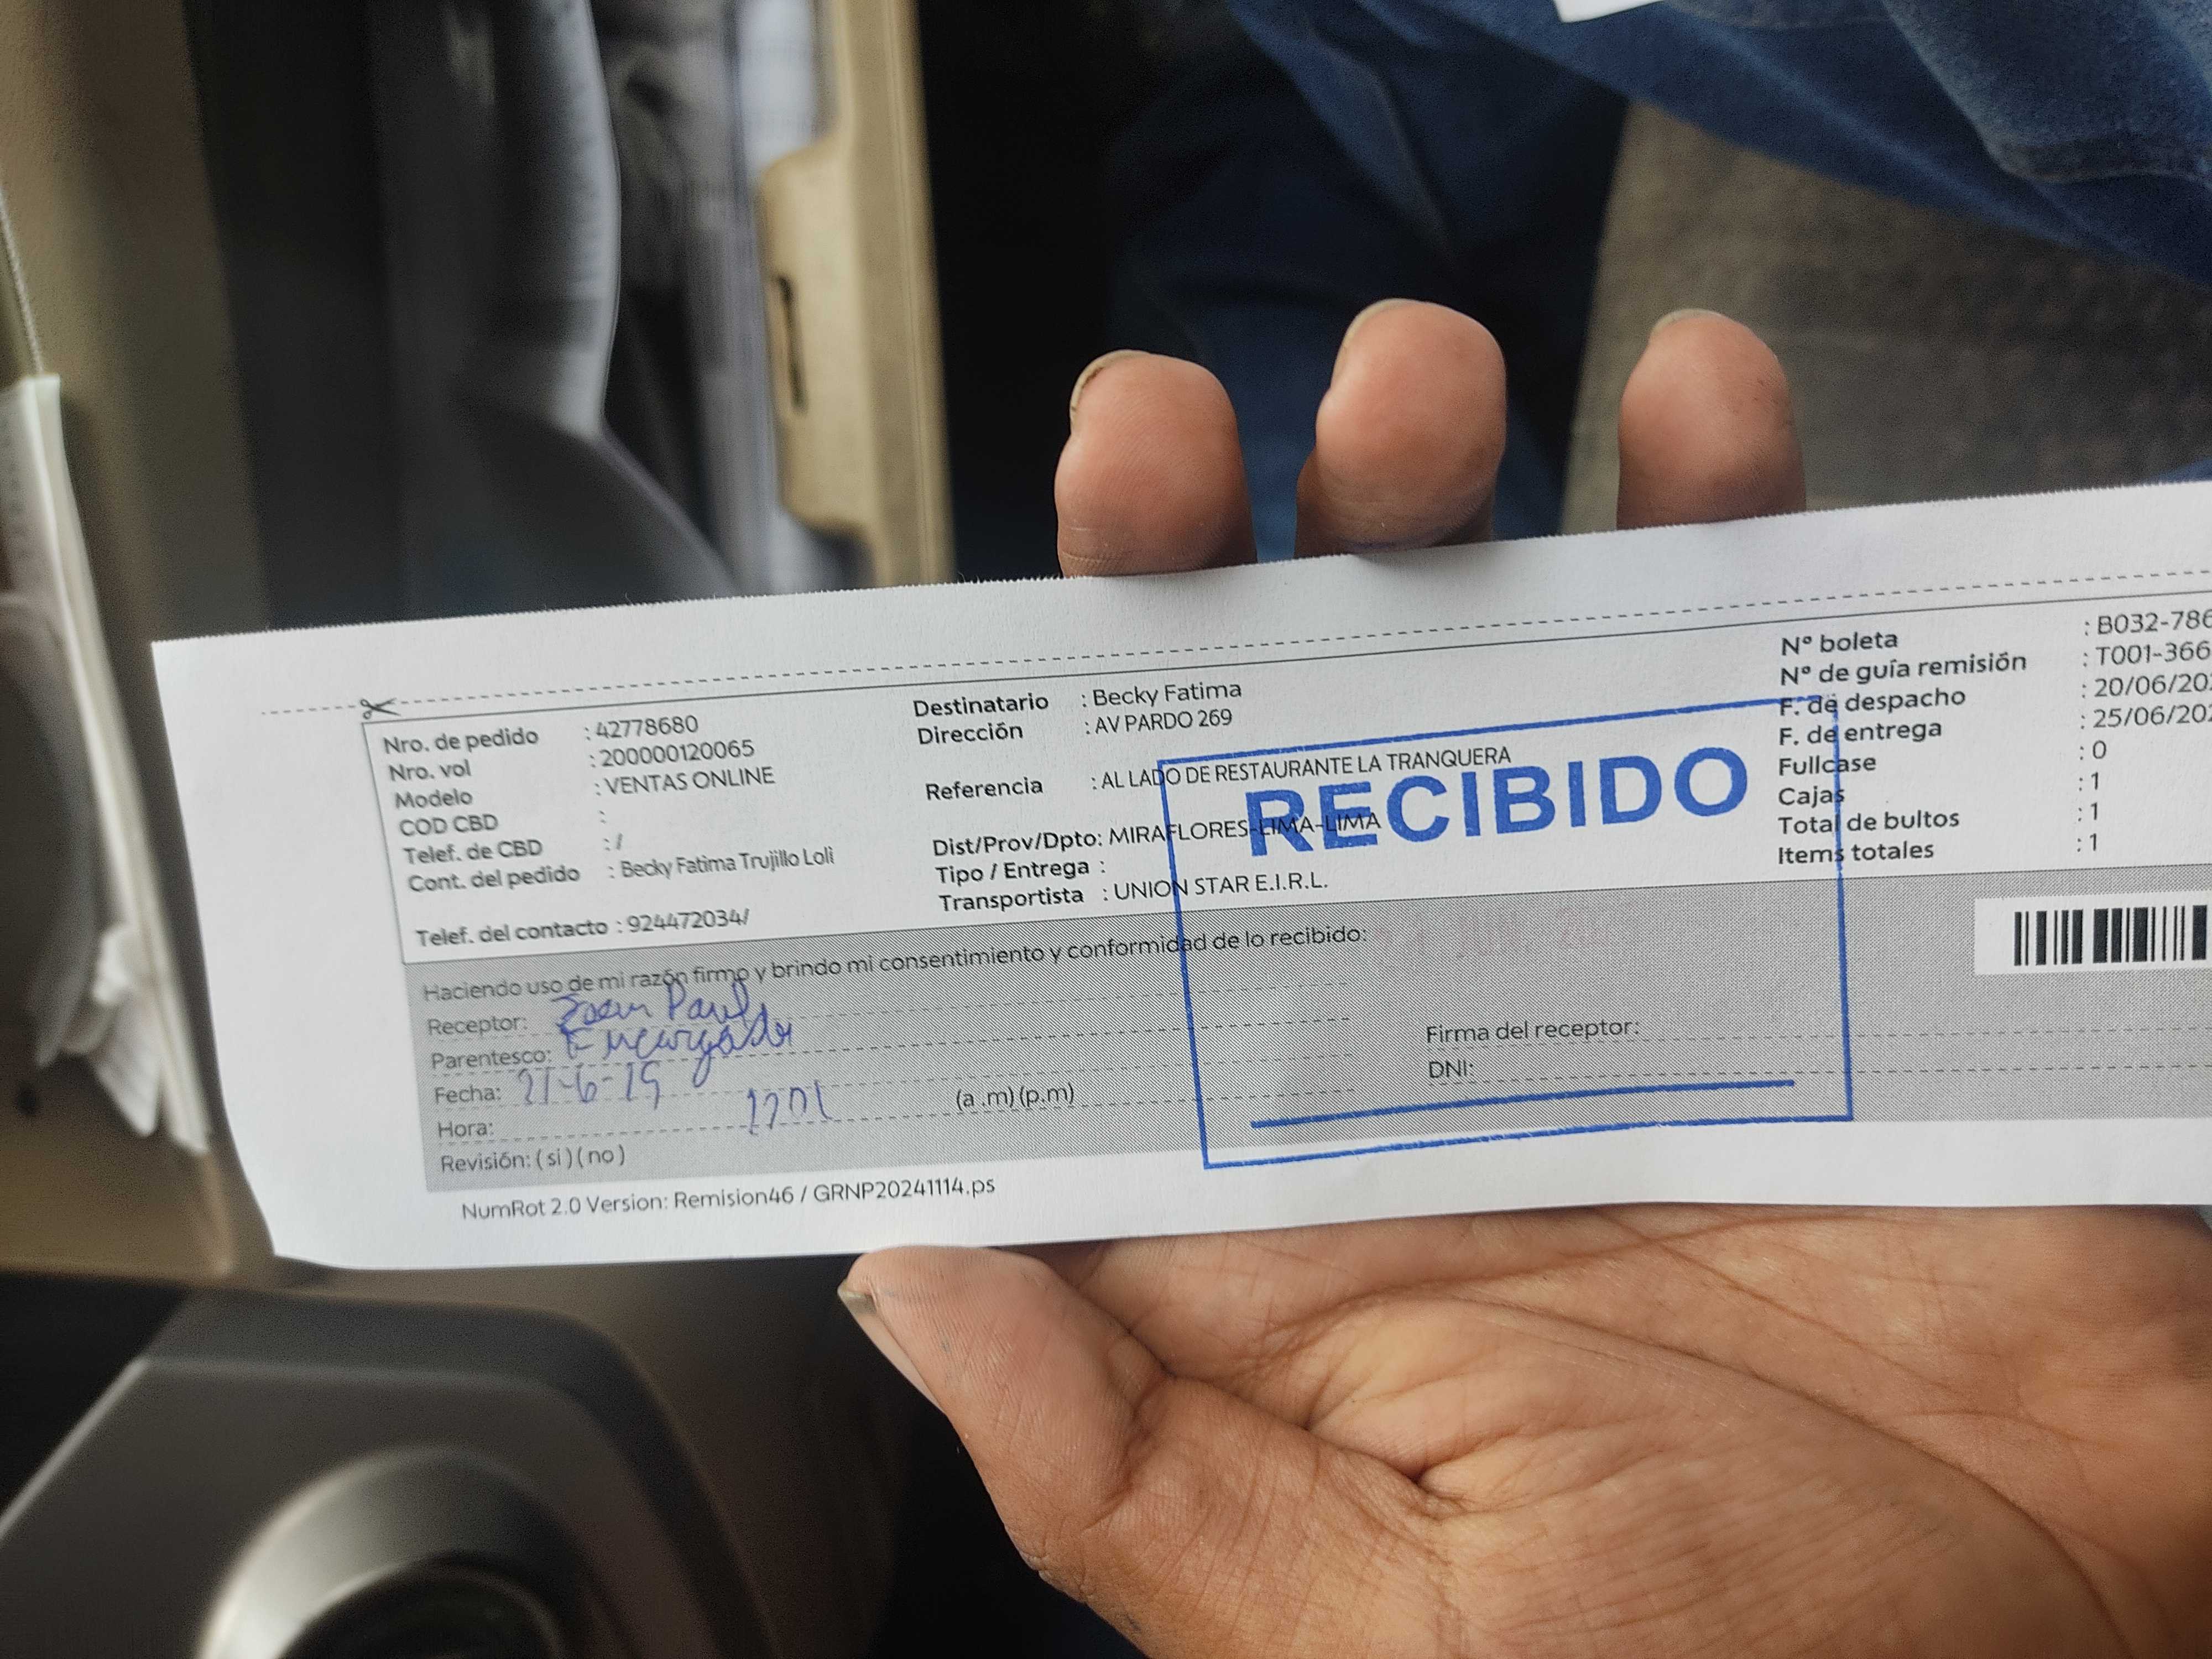 Nro. de pedido : 42778680
Nro. vol : 200000120065
Modelo : VENTAS ONLINE
COD CBD :
Telef. de CBD : /
Cont. del pedido : Becky Fatima Trujillo Loli
Telef. del contacto : 924472034/
Destinatario : Becky Fatima
Dirección : AV PARDO 269
Referencia : AL LADO DE RESTAURANTE LA TRANQUERA
Dist/Prov/Dpto: MIRAFLORES-LIMA-LIMA
Tipo / Entrega :
Transportista : UNION STAR E.I.R.L.
Nº boleta : B032-786
Nº de guía remisión : T001-366
F. de despacho : 20/06/202
F. de entrega : 25/06/202
Fullcase : 0
Cajas : 1
Total de bultos : 1
Items totales : 1
RECIBIDO
Haciendo uso de mi razón firmo y brindo mi consentimiento y conformidad de lo recibido:
Receptor: Paul
Parentesco: Encargado
Fecha: 21-6-
Hora: 1201 (a .m) (p.m)
Revisión: ( si ) ( no )
Firma del receptor:
DNI:
NumRot 2.0 Version: Remision46 / GRNP20241114.ps